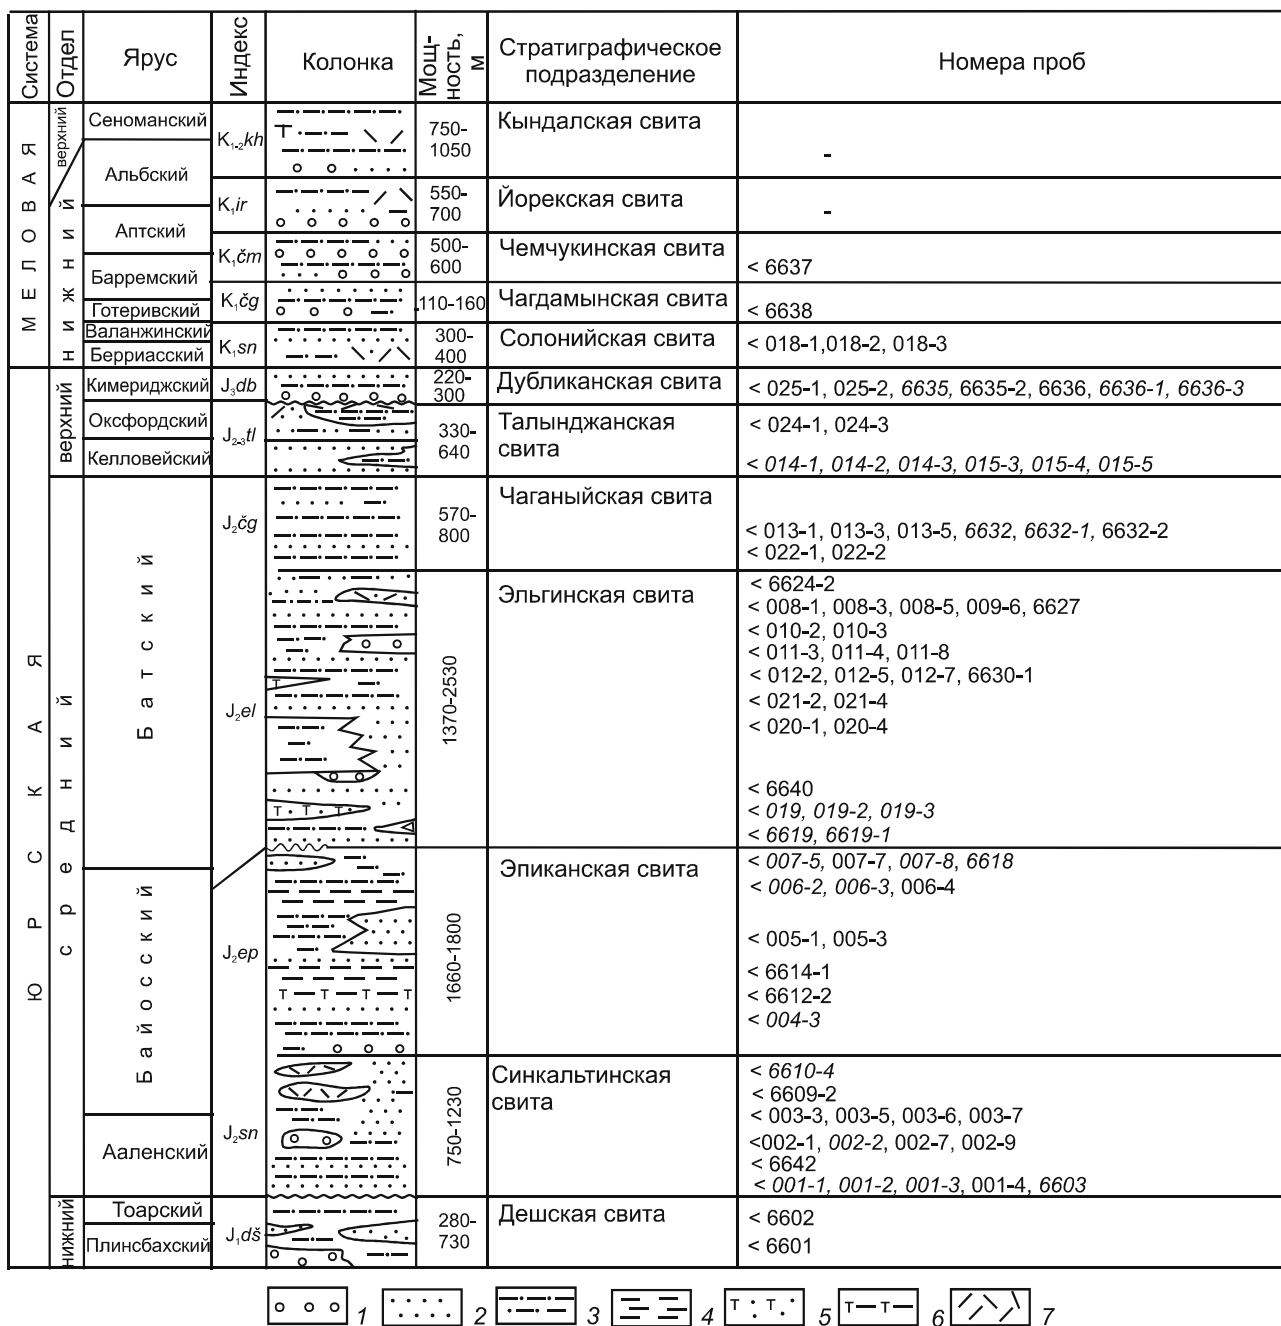 Система
Отдел
Ярус
Индекс
Колонка
Мощ-
ность,
м
Стратиграфическое
подразделение
Номера проб
МЕЛОВАЯ
верхний
нижний
Сеноманский
Альбский
Аптский
Барремский
Готеривский
Валанжинский
Берриасский
K₁₋₂kh
750-
1050
Кындалская свита
-
K₁ir
550-
700
Йорекская свита
-
K₁čm
500-
600
Чемчукинская свита
< 6637
K₁čg
110-160
Чагдамынская свита
< 6638
K₁sn
300-
400
Солонийская свита
< 018-1,018-2, 018-3
ЮРСКАЯ
верхний
Кимериджский
Оксфордский
Келловейский
J₃db
220-
300
Дубликанская свита
< 025-1, 025-2, 6635, 6635-2, 6636, 6636-1, 6636-3
J₂₋₃tl
330-
640
Талынджанская
свита
< 024-1, 024-3
< 014-1, 014-2, 014-3, 015-3, 015-4, 015-5
средний
Батский
J₂čg
570-
800
Чаганыйская свита
< 013-1, 013-3, 013-5, 6632, 6632-1, 6632-2
< 022-1, 022-2
J₂el
1370-2530
Эльгинская свита
< 6624-2
< 008-1, 008-3, 008-5, 009-6, 6627
< 010-2, 010-3
< 011-3, 011-4, 011-8
< 012-2, 012-5, 012-7, 6630-1
< 021-2, 021-4
< 020-1, 020-4
< 6640
< 019, 019-2, 019-3
< 6619, 6619-1
Байосский
J₂ep
1660-1800
Эпиканская свита
< 007-5, 007-7, 007-8, 6618
< 006-2, 006-3, 006-4
< 005-1, 005-3
< 6614-1
< 6612-2
< 004-3
Ааленский
J₂sn
750-1230
Синкальтинская
свита
< 6610-4
< 6609-2
< 003-3, 003-5, 003-6, 003-7
<002-1, 002-2, 002-7, 002-9
< 6642
< 001-1, 001-2, 001-3, 001-4, 6603
нижний
Тоарский
Плинсбахский
J₁dš
280-
730
Дешская свита
< 6602
< 6601
1 2 3 4 5 6 7